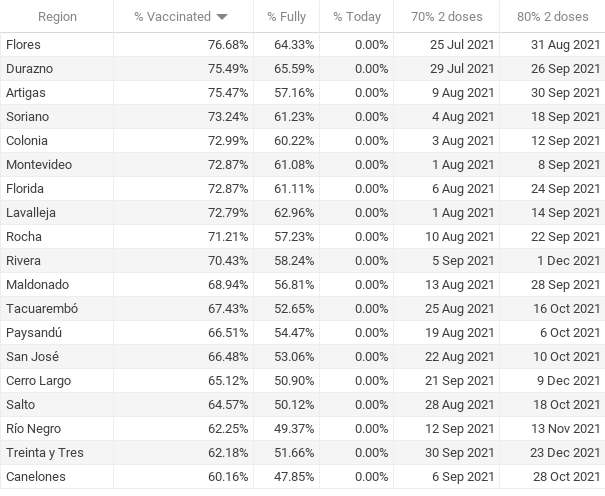 Region % Vaccinated % Fully % Today 70% 2 doses 80% 2 doses
Flores 76.68% 64.33% 0.00% 25 Jul 2021 31 Aug 2021
Durazno 75.49% 65.59% 0.00% 29 Jul 2021 26 Sep 2021
Artigas 75.47% 57.16% 0.00% 9 Aug 2021 30 Sep 2021
Soriano 73.24% 61.23% 0.00% 4 Aug 2021 18 Sep 2021
Colonia 72.99% 60.22% 0.00% 3 Aug 2021 12 Sep 2021
Montevideo 72.87% 61.08% 0.00% 1 Aug 2021 8 Sep 2021
Florida 72.87% 61.11% 0.00% 6 Aug 2021 24 Sep 2021
Lavalleja 72.79% 62.96% 0.00% 1 Aug 2021 14 Sep 2021
Rocha 71.21% 57.23% 0.00% 10 Aug 2021 22 Sep 2021
Rivera 70.43% 58.24% 0.00% 5 Sep 2021 1 Dec 2021
Maldonado 68.94% 56.81% 0.00% 13 Aug 2021 28 Sep 2021
Tacuarembó 67.43% 52.65% 0.00% 25 Aug 2021 16 Oct 2021
Paysandú 66.51% 54.47% 0.00% 19 Aug 2021 6 Oct 2021
San José 66.48% 53.06% 0.00% 22 Aug 2021 10 Oct 2021
Cerro Largo 65.12% 50.90% 0.00% 21 Sep 2021 9 Dec 2021
Salto 64.57% 50.12% 0.00% 28 Aug 2021 18 Oct 2021
Río Negro 62.25% 49.37% 0.00% 12 Sep 2021 13 Nov 2021
Treinta y Tres 62.18% 51.66% 0.00% 30 Sep 2021 23 Dec 2021
Canelones 60.16% 47.85% 0.00% 6 Sep 2021 28 Oct 2021